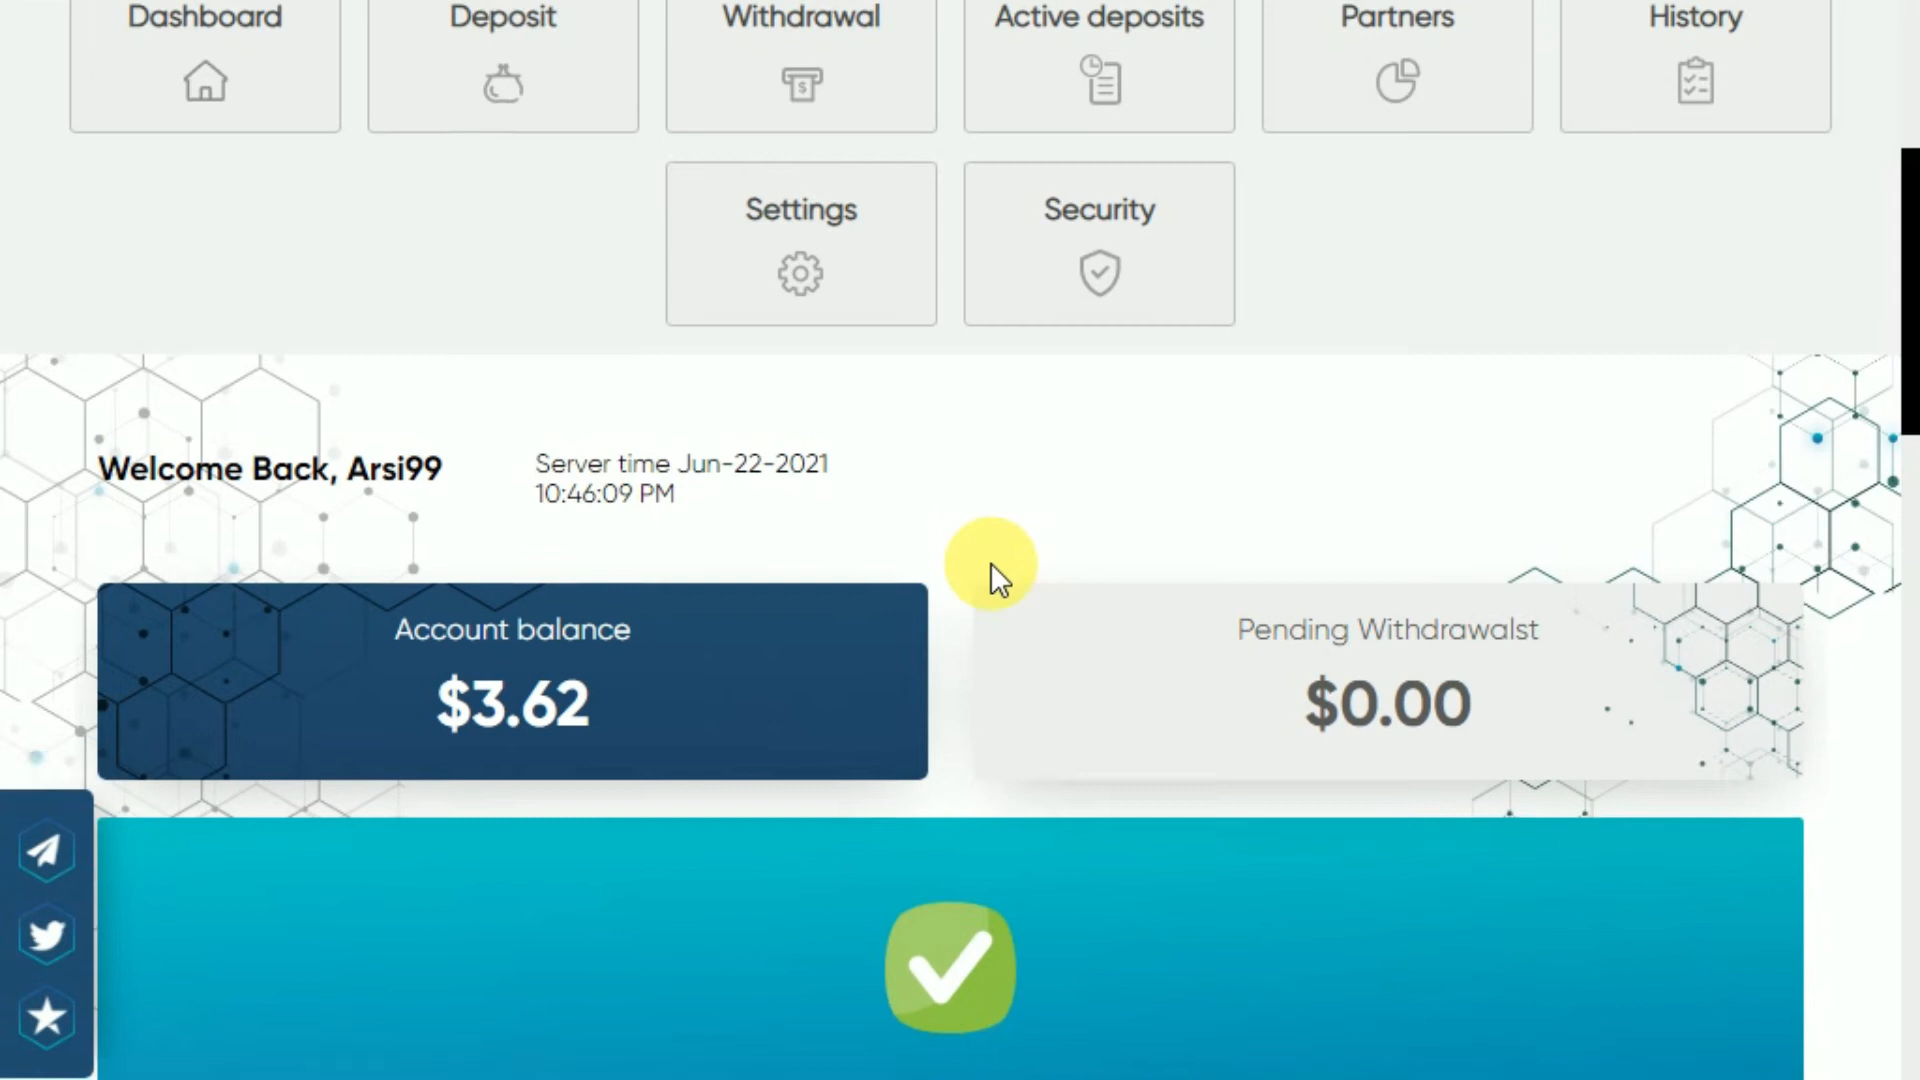 Dashboard
Deposit
Withdrawal
Active deposits
Partners
History
Settings
Security
Welcome Back, Arsi99
Server time Jun-22-2021
10:46:09 PM
Account balance
$3.62
Pending Withdrawalst
$0.00